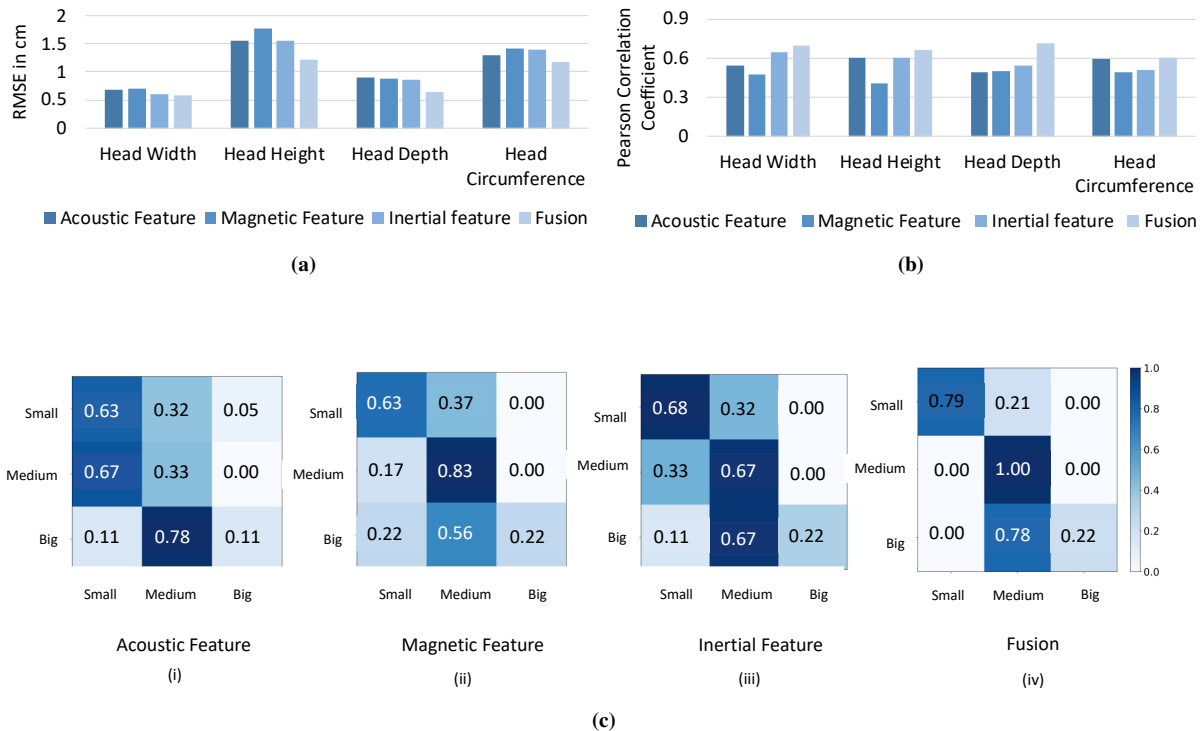 RMSE in cm
2
1.5
1
0.5
0
Head Width
Head Height
Head Depth
Head
Circumference
Acoustic Feature
Magnetic Feature
Inertial feature
Fusion
(a)
Pearson Correlation
Coefficient
0.9
0.6
0.3
0
Head Width
Head Height
Head Depth
Head
Circumference
Acoustic Feature
Magnetic Feature
Inertial feature
Fusion
(b)
Small 0.63 0.32 0.05
Medium 0.67 0.33 0.00
Big 0.11 0.78 0.11
Small Medium Big
Acoustic Feature
(i)
Small 0.63 0.37 0.00
Medium 0.17 0.83 0.00
Big 0.22 0.56 0.22
Small Medium Big
Magnetic Feature
(ii)
Small 0.68 0.32 0.00
Medium 0.33 0.67 0.00
Big 0.11 0.67 0.22
Small Medium Big
Inertial Feature
(iii)
Small 0.79 0.21 0.00
Medium 0.00 1.00 0.00
Big 0.00 0.78 0.22
Small Medium Big
Fusion
(iv)
1.0
0.8
0.6
0.4
0.2
0.0
(c)